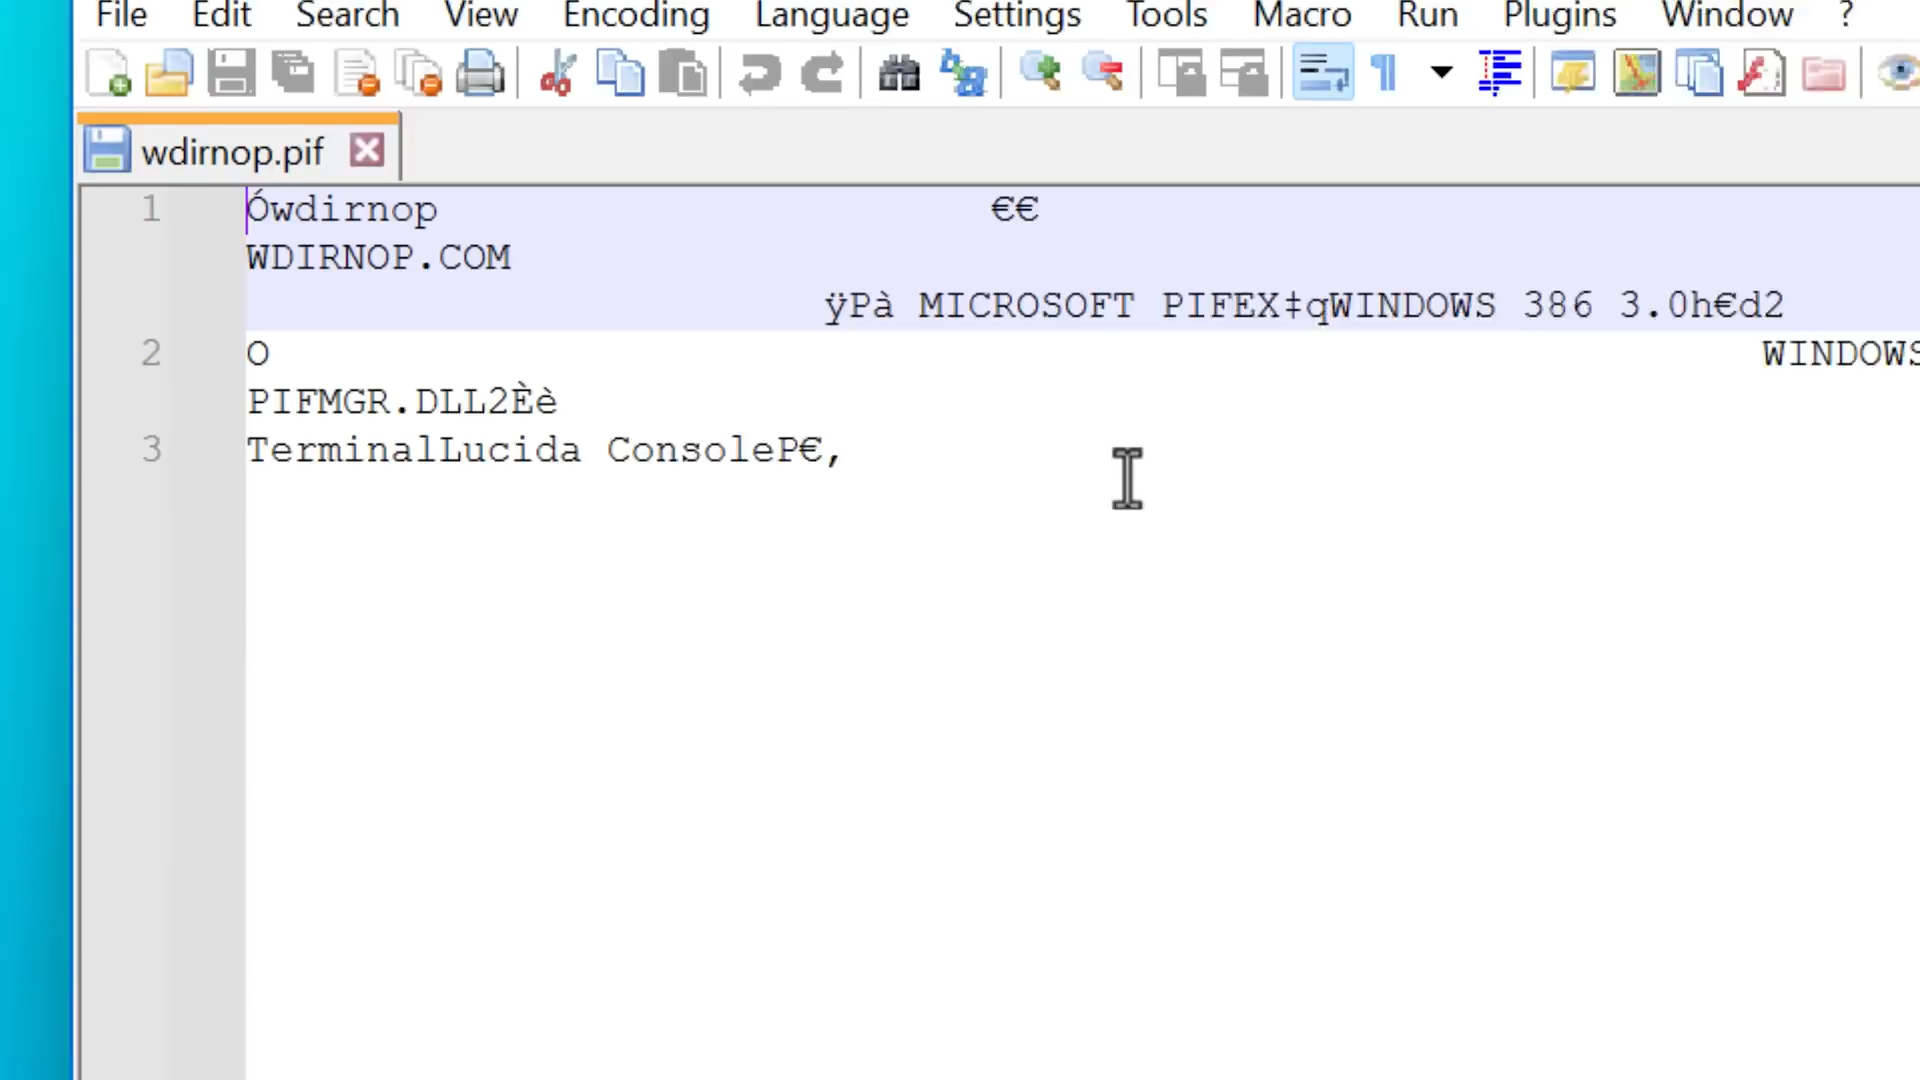 File Edit Search View Encoding Language Settings Tools Macro Run Plugins Window ?
wdirnop.pif
1 Ówdirnop €€
WDIRNOP.COM
ÿPà MICROSOFT PIFEX‡qWINDOWS 386 3.0h€d2
2 O WINDOWS
PIFMGR.DLL2Èè
3 TerminalLucida ConsoleP€,